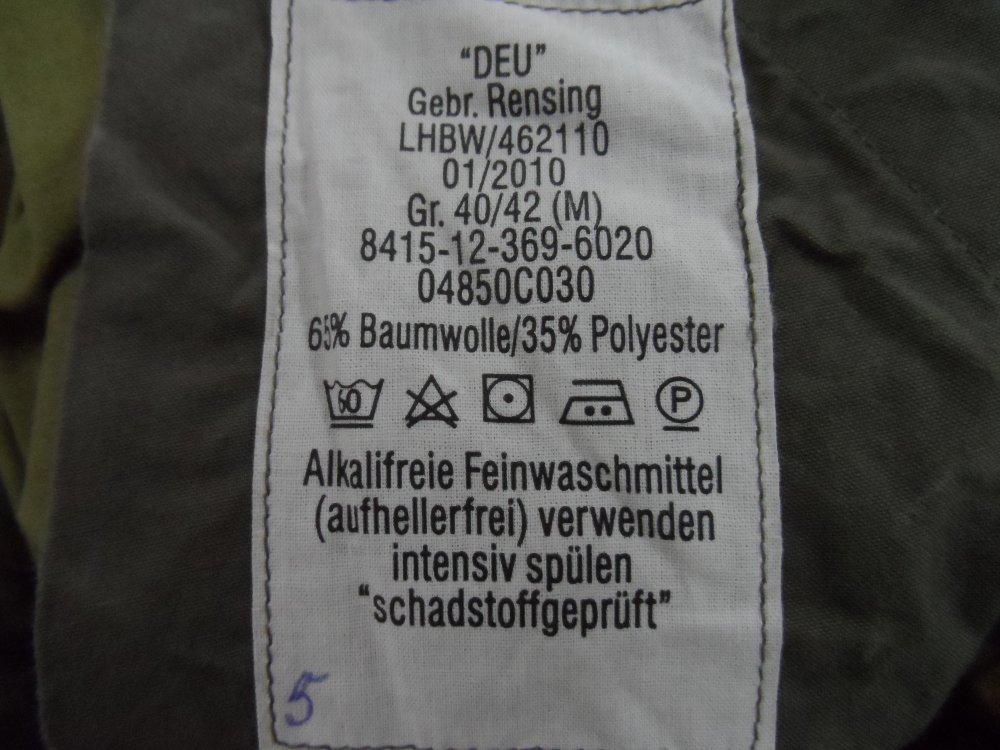 "DEU"
Gebr. Rensing
LHBW/462110
01/2010
Gr. 40/42 (M)
8415-12-369-6020
04850C030
65% Baumwolle/35% Polyester
60 P
Alkalifreie Feinwaschmittel
(aufhellerfrei) verwenden
intensiv spülen
"schadstoffgeprüft"
5